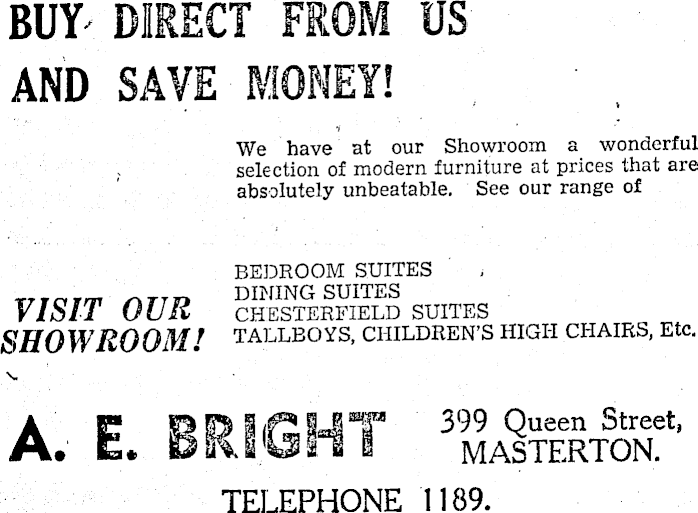 BUY DIRECT FROM US
AND SAVE MONEY!
We have at our Showroom a wonderful
selection of modern furniture at prices that are
absolutely unbeatable. See our range of
BEDROOM SUITES
DINING SUITES
CHESTERFIELD SUITES
TALLBOYS, CHILDREN'S HIGH CHAIRS, Etc.
VISIT OUR
SHOWROOM!
A. E. BRIGHT
399 Queen Street,
MASTERTON.
TELEPHONE 1189.